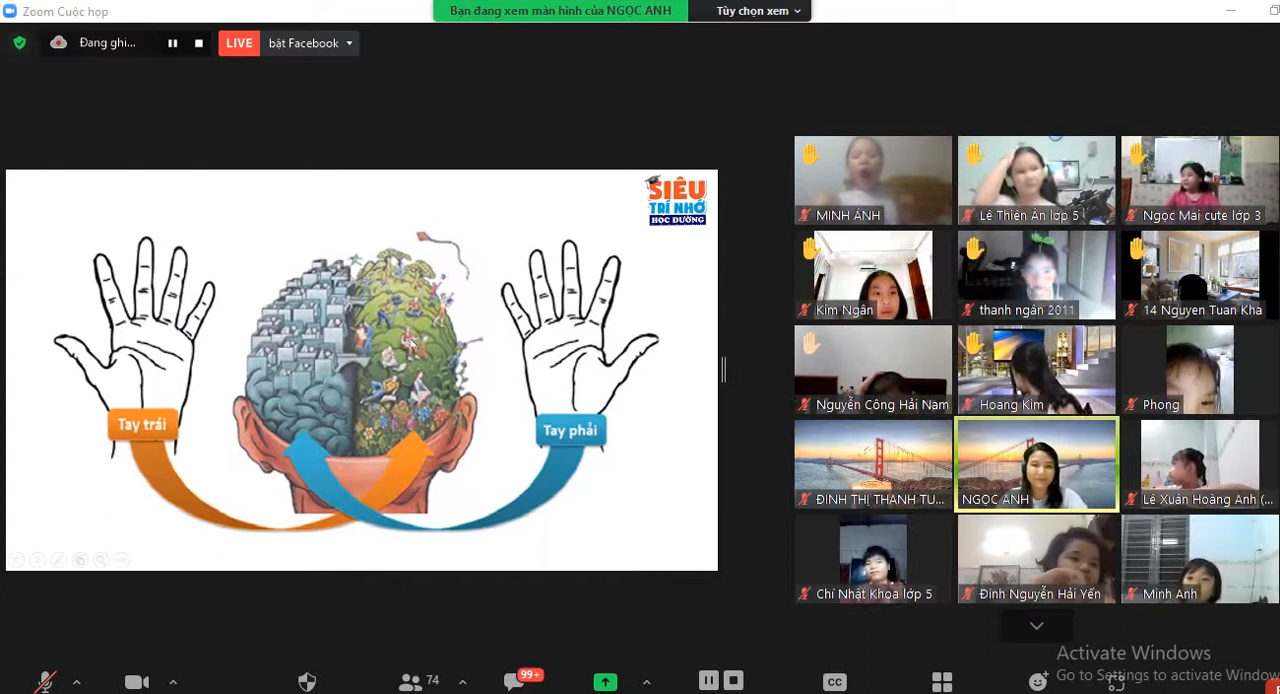 Zoom Cuộc họp
Bạn đang xem màn hình của NGỌC ANH
Tùy chọn xem
Đang ghi...
LIVE
bật Facebook
SIÊU
TRÍ NHỚ
HỌC ĐƯỜNG
Tay trái
Tay phải
MINH ÁNH
Lê Thiên Ân lớp 5
Ngọc Mai cute lớp 3
Kim Ngân
thanh ngân 2011
14 Nguyen Tuan Kha
Nguyễn Công Hải Nam
Hoang Kim
Phong
ĐINH THỊ THANH TU...
NGỌC ANH
Lê Xuân Hoàng Anh (...
Chí Nhật Khoa lớp 5
Đinh Nguyễn Hải Yến
Minh Anh
Activate Windows
Go to Settings to activate Window
74
99+
CC